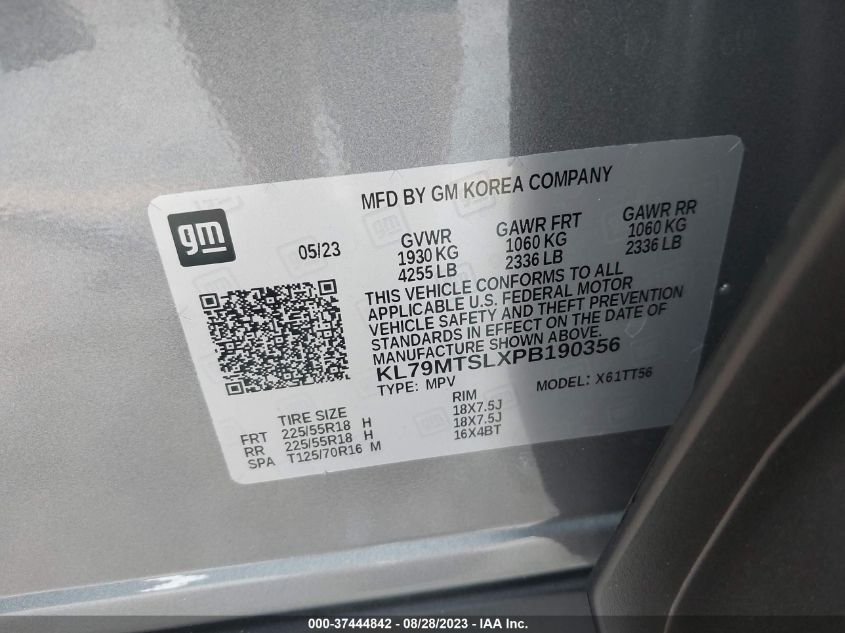 MFD BY GM KOREA COMPANY
gm
05/23
GVWR GAWR FRT GAWR RR
1930 KG 1060 KG 1060 KG
4255 LB 2336 LB 2336 LB
THIS VEHICLE CONFORMS TO ALL
APPLICABLE U.S. FEDERAL MOTOR
VEHICLE SAFETY AND THEFT PREVENTION
STANDARDS IN EFFECT ON THE DATE OF
MANUFACTURE SHOWN ABOVE.
KL79MTSLXPB190356
TYPE: MPV MODEL: X61TT56
TIRE SIZE RIM
FRT 225/55R18 H 18X7.5J
RR 225/55R18 H 18X7.5J
SPA T125/70R16 M 16X4BT
000-37444842 - 08/28/2023 - IAA Inc.